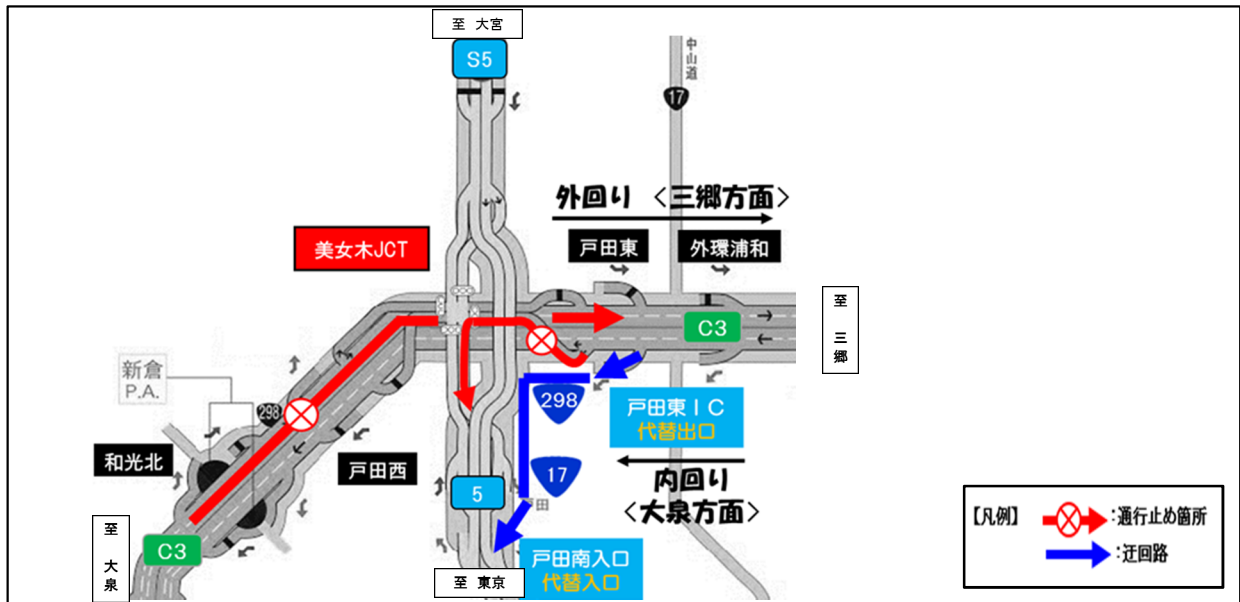 至 大宮
S5
中山道
17
外回り <三郷方面>
戸田東
外環浦和
美女木JCT
至 三郷
C3
新倉
P.A.
298
298
戸田東IC
代替出口
和光北
戸田西
17
内回り
<大泉方面>
5
田
【凡例】
:通行止め箇所
:迂回路
至 大泉
C3
戸田南入口
代替入口
至 東京